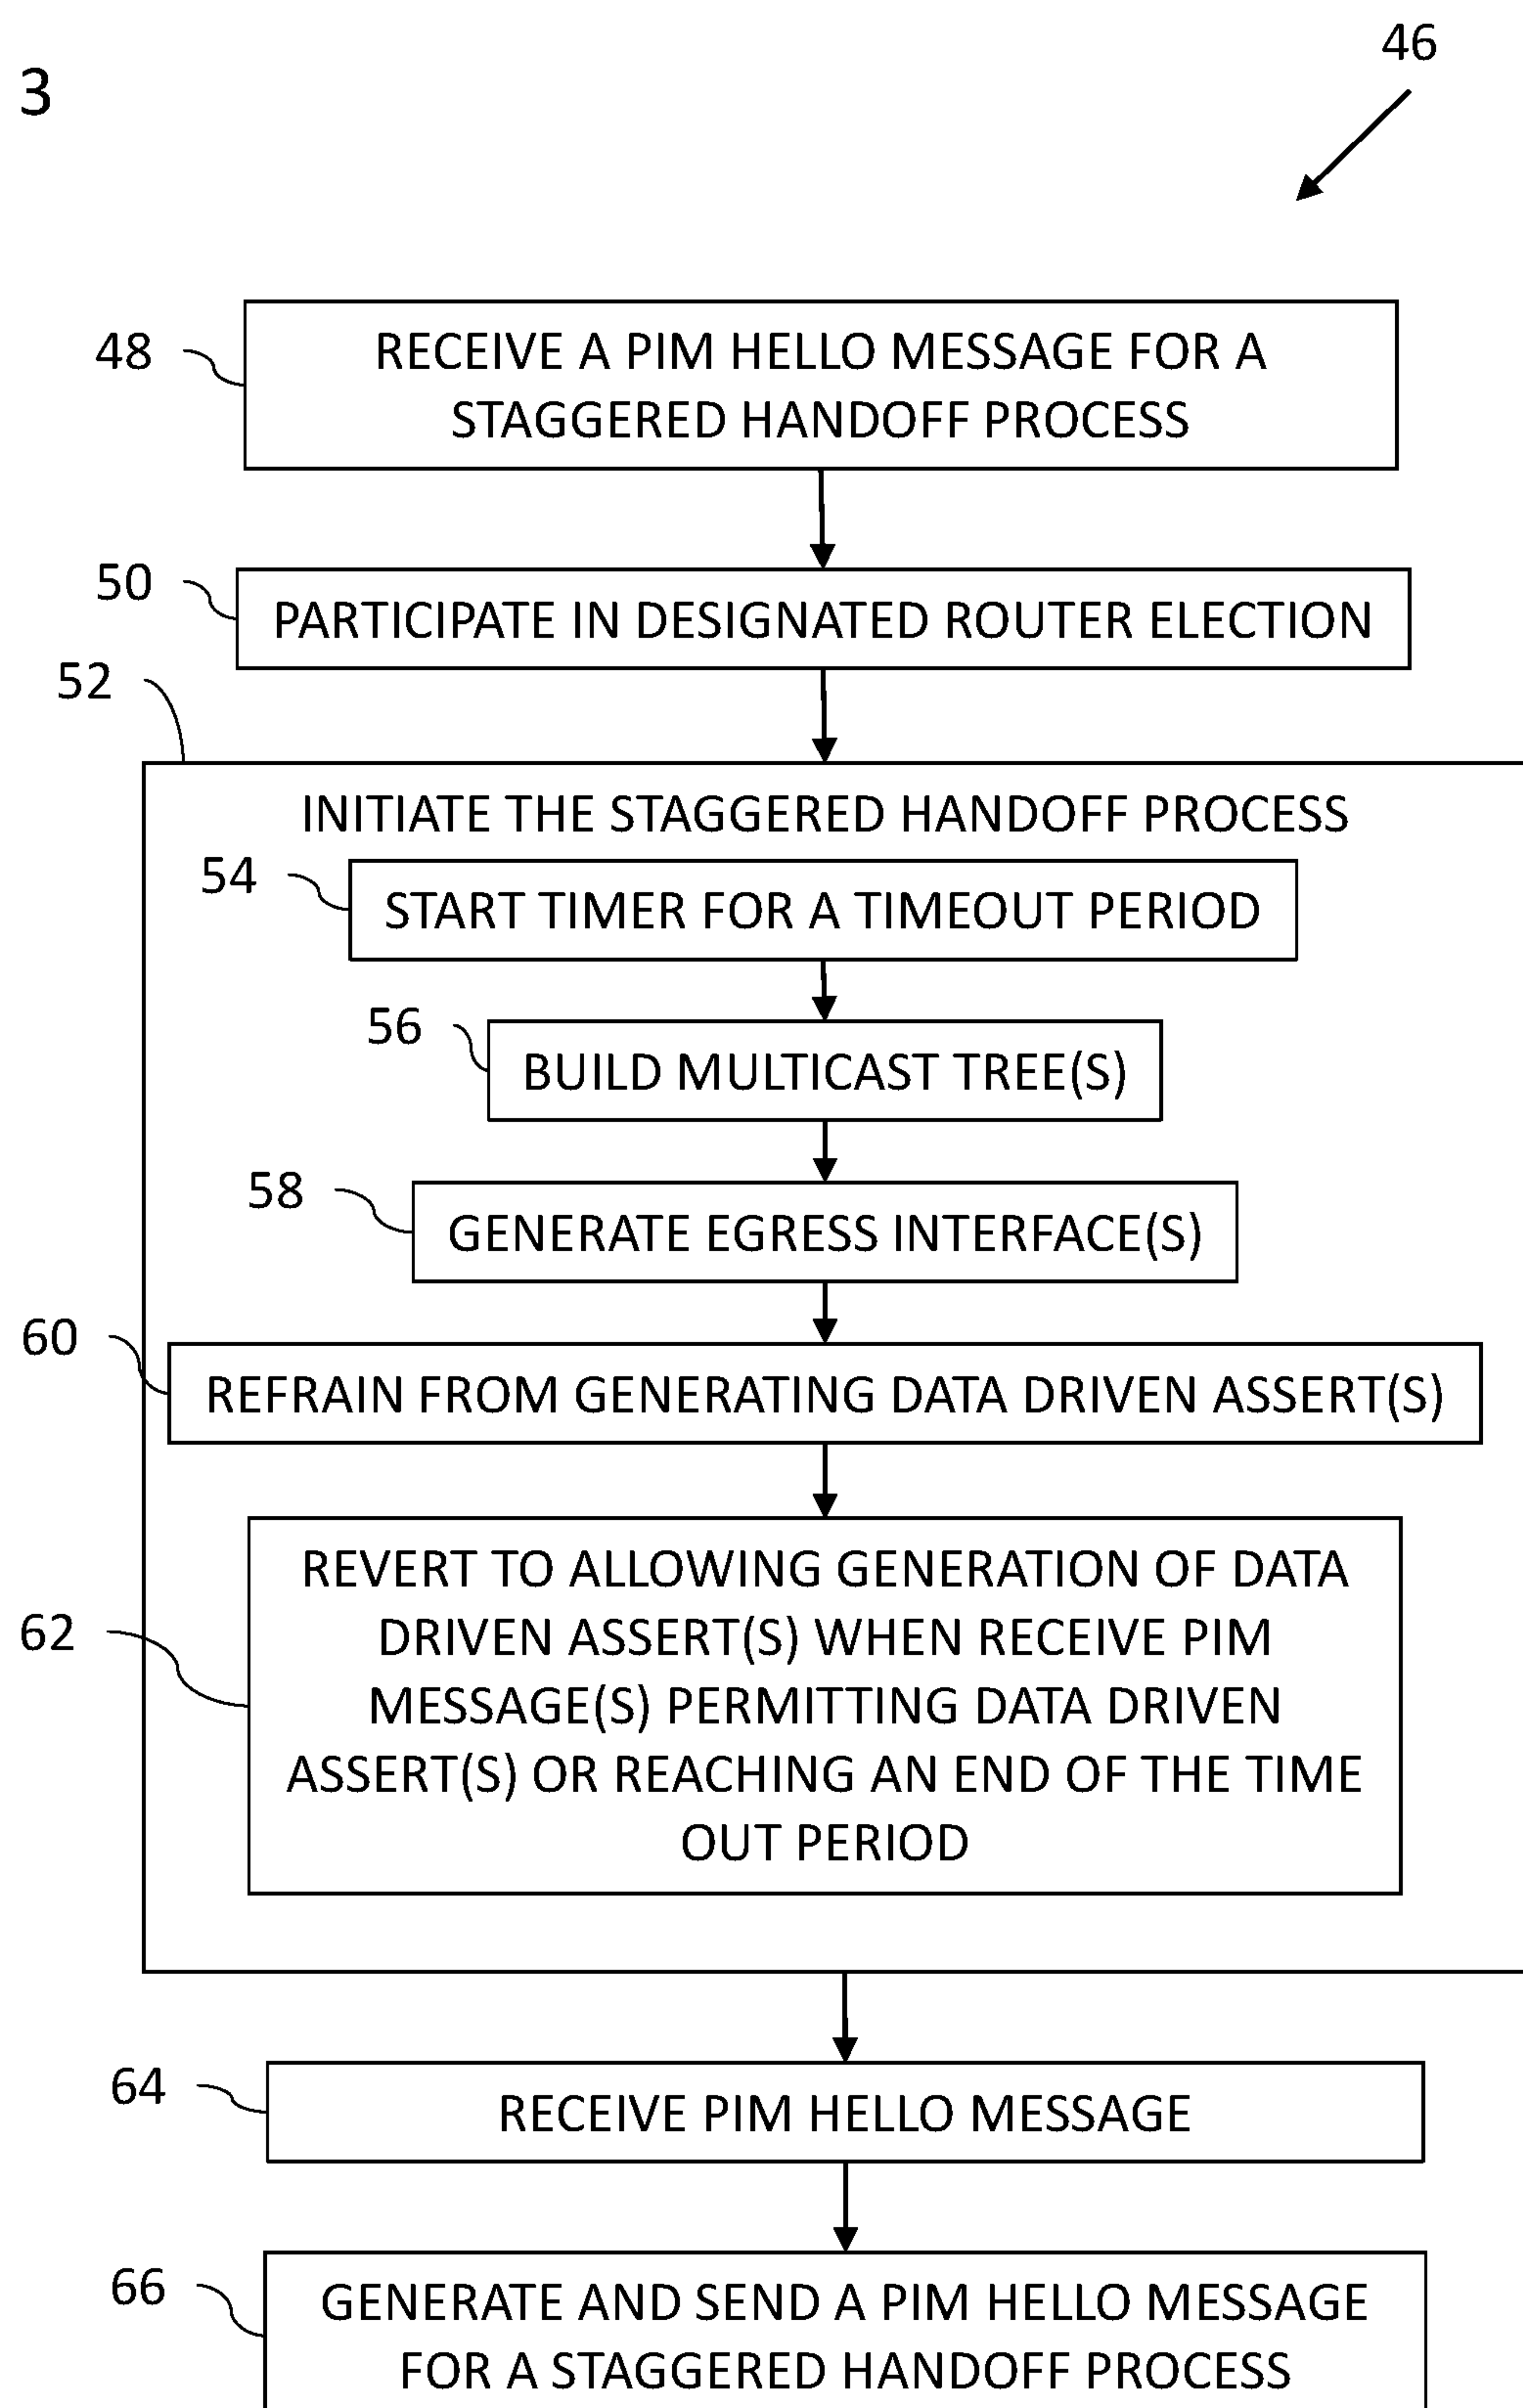 46
3
48
RECEIVE A PIM HELLO MESSAGE FOR A
STAGGERED HANDOFF PROCESS
50
PARTICIPATE IN DESIGNATED ROUTER ELECTION
52
INITIATE THE STAGGERED HANDOFF PROCESS
54
START TIMER FOR A TIMEOUT PERIOD
56
BUILD MULTICAST TREE(S)
58
GENERATE EGRESS INTERFACE(S)
60
REFRAIN FROM GENERATING DATA DRIVEN ASSERT(S)
62
REVERT TO ALLOWING GENERATION OF DATA
DRIVEN ASSERT(S) WHEN RECEIVE PIM
MESSAGE(S) PERMITTING DATA DRIVEN
ASSERT(S) OR REACHING AN END OF THE TIME
OUT PERIOD
64
RECEIVE PIM HELLO MESSAGE
66
GENERATE AND SEND A PIM HELLO MESSAGE
FOR A STAGGERED HANDOFF PROCESS